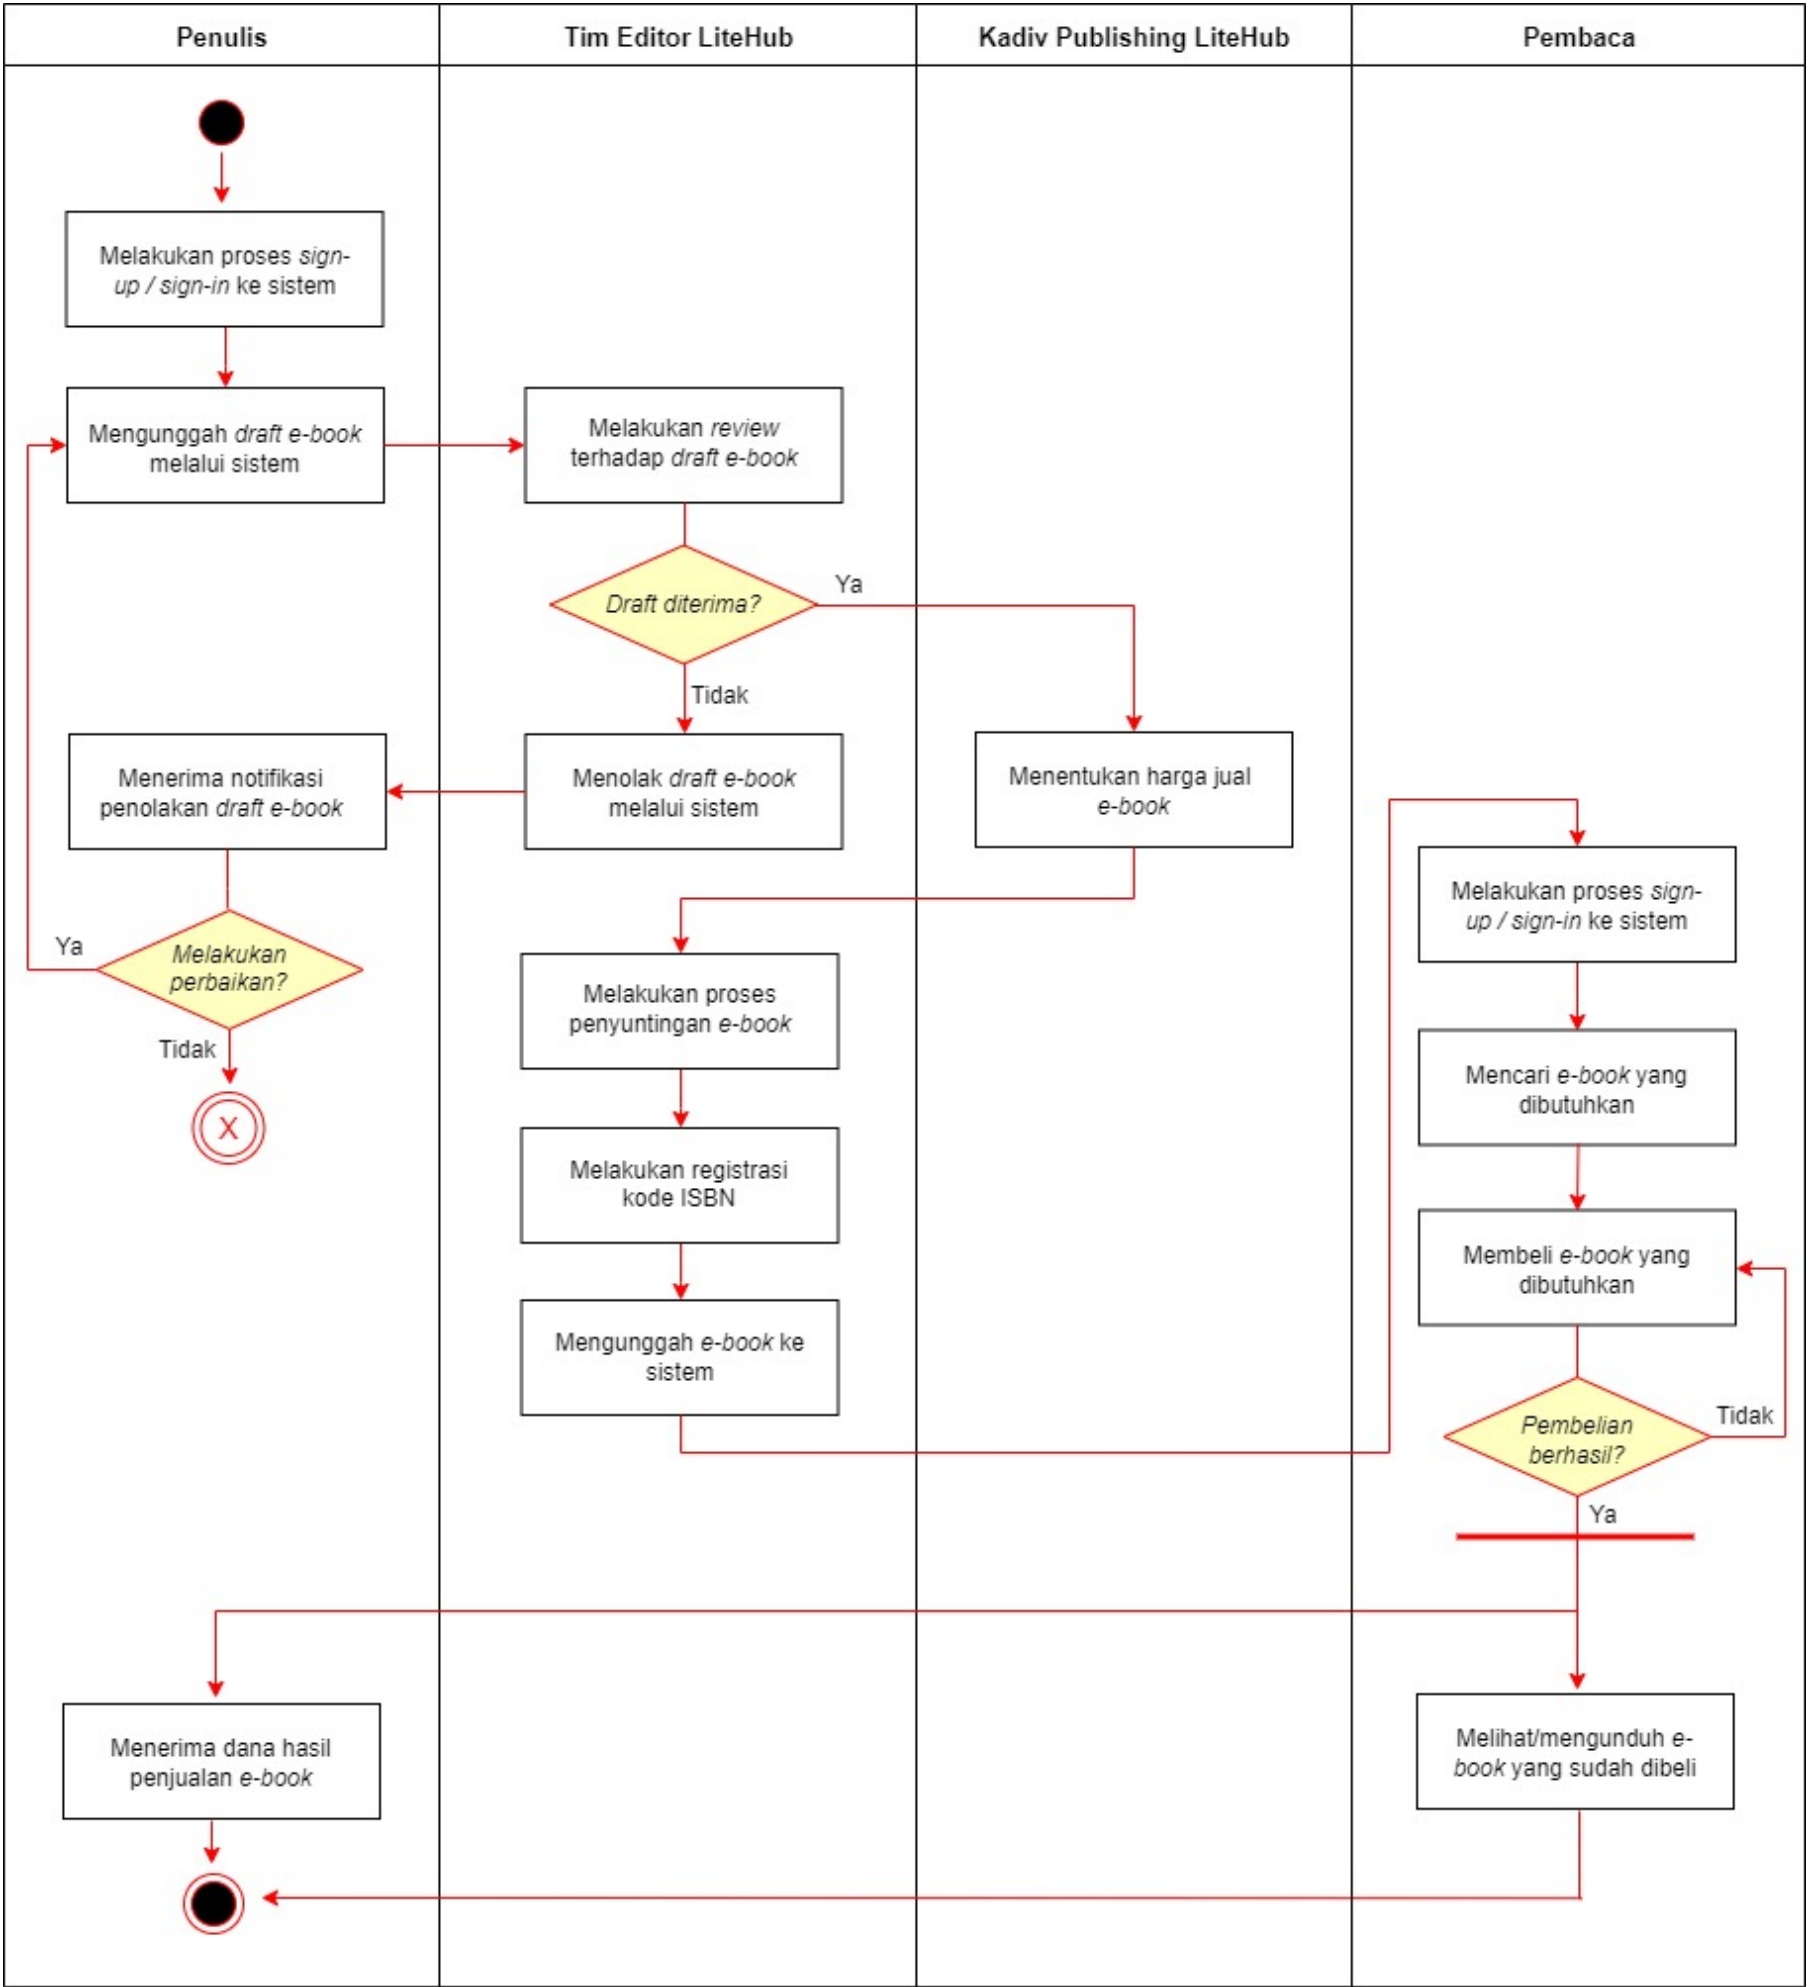 Penulis
Tim Editor LiteHub
Kadiv Publishing LiteHub
Pembaca
Melakukan proses sign-
up / sign-in ke sistem
Mengunggah draft e-book
melalui sistem
Melakukan review
terhadap draft e-book
Draft diterima?
Ya
Tidak
Menerima notifikasi
penolakan draft e-book
Menolak draft e-book
melalui sistem
Menentukan harga jual
e-book
Melakukan
perbaikan?
Ya
Tidak
X
Melakukan proses
penyuntingan e-book
Melakukan registrasi
kode ISBN
Mengunggah e-book ke
sistem
Melakukan proses sign-
up / sign-in ke sistem
Mencari e-book yang
dibutuhkan
Membeli e-book yang
dibutuhkan
Pembelian
berhasil?
Tidak
Ya
Menerima dana hasil
penjualan e-book
Melihat/mengunduh e-
book yang sudah dibeli